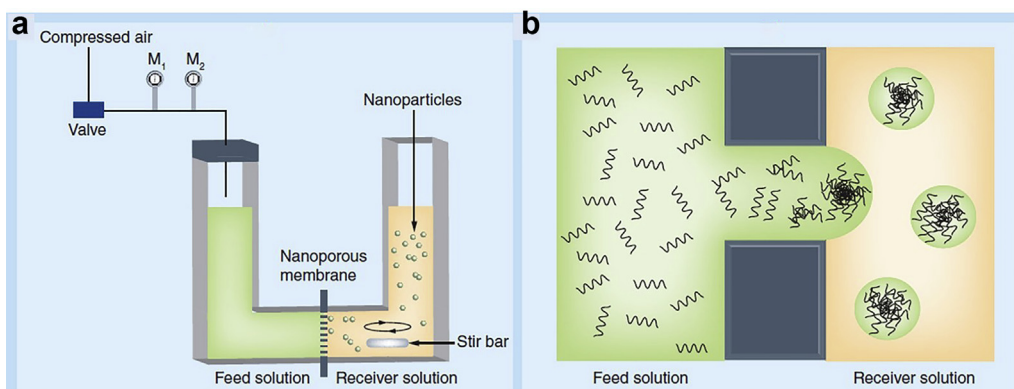 a
Compressed air
M1 M2
Valve
Nanoparticles
Nanoporous
membrane
Stir bar
Feed solution Receiver solution
b
Feed solution Receiver solution